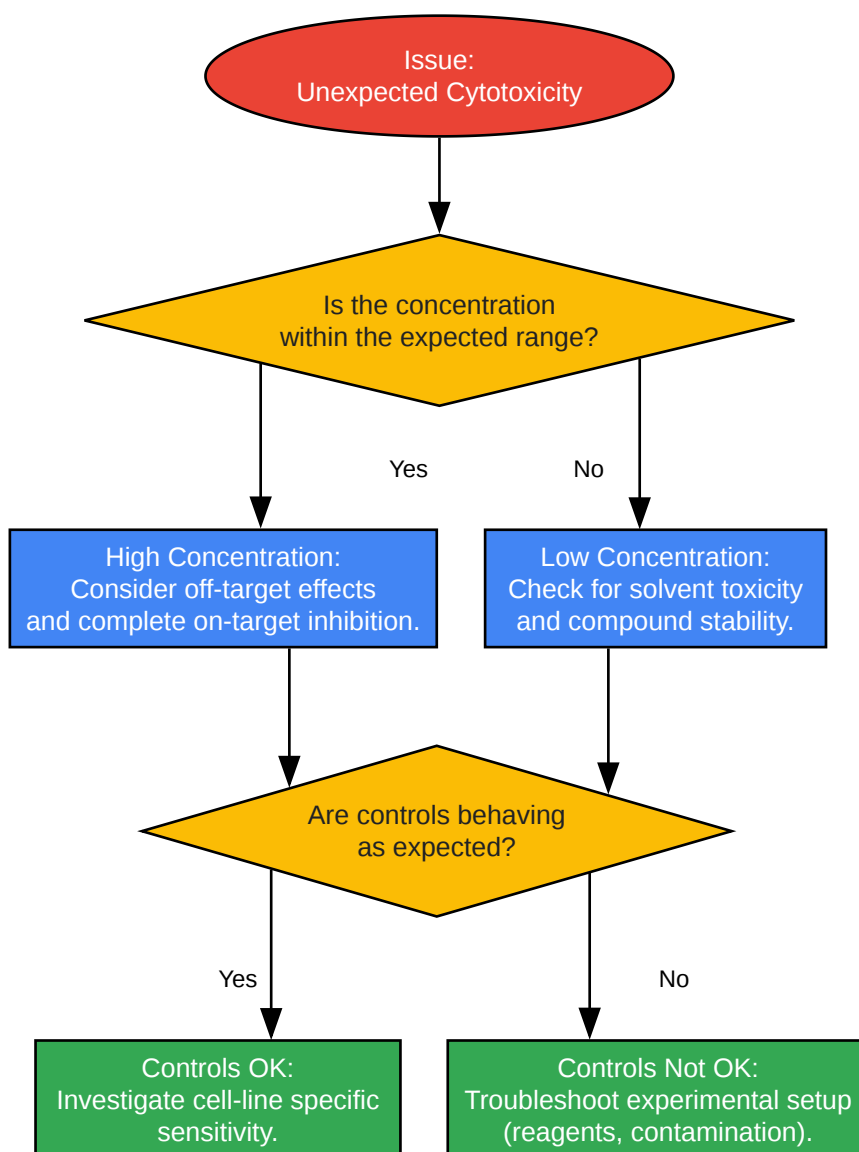 Issue:
Unexpected Cytotoxicity
Is the concentration
within the expected range?
Yes
No
High Concentration:
Consider off-target effects
and complete on-target inhibition.
Low Concentration:
Check for solvent toxicity
and compound stability.
Are controls behaving
as expected?
Yes
No
Controls OK:
Investigate cell-line specific
sensitivity.
Controls Not OK:
Troubleshoot experimental setup
(reagents, contamination).